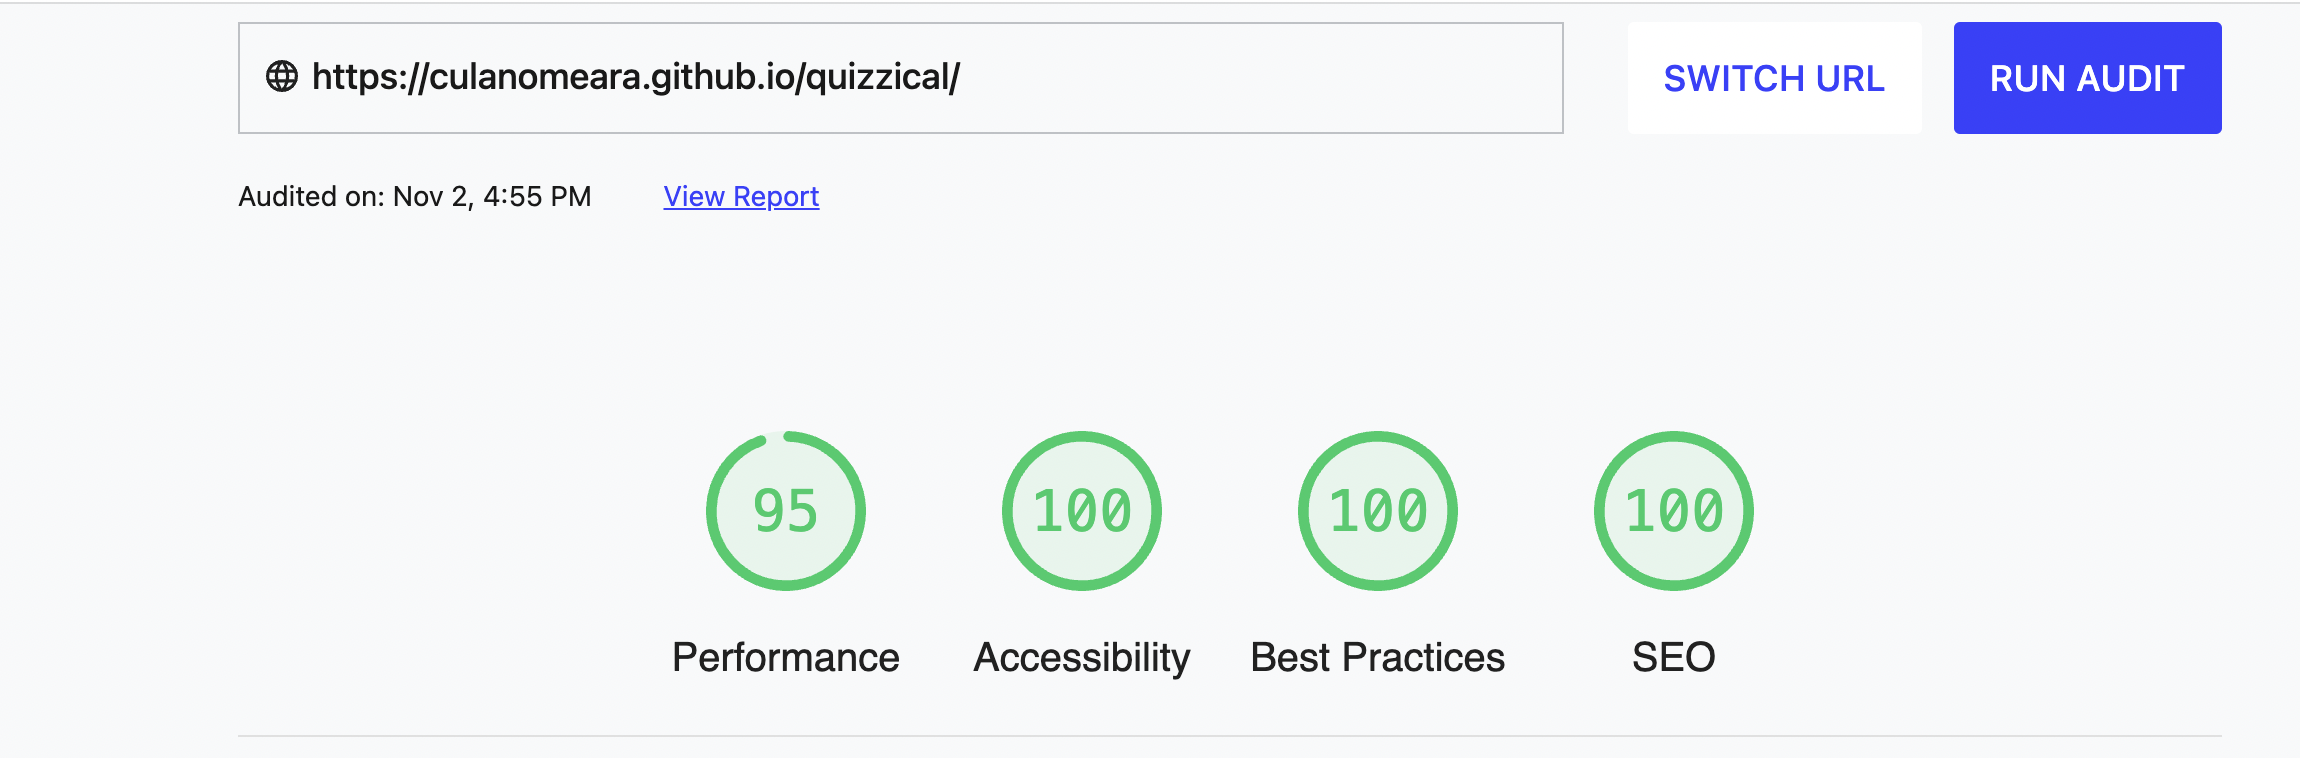 https://culanomeara.github.io/quizzical/ SWITCH URL RUN AUDIT
Audited on: Nov 2, 4:55 PM View Report
95 100 100 100
Performance Accessibility Best Practices SEO